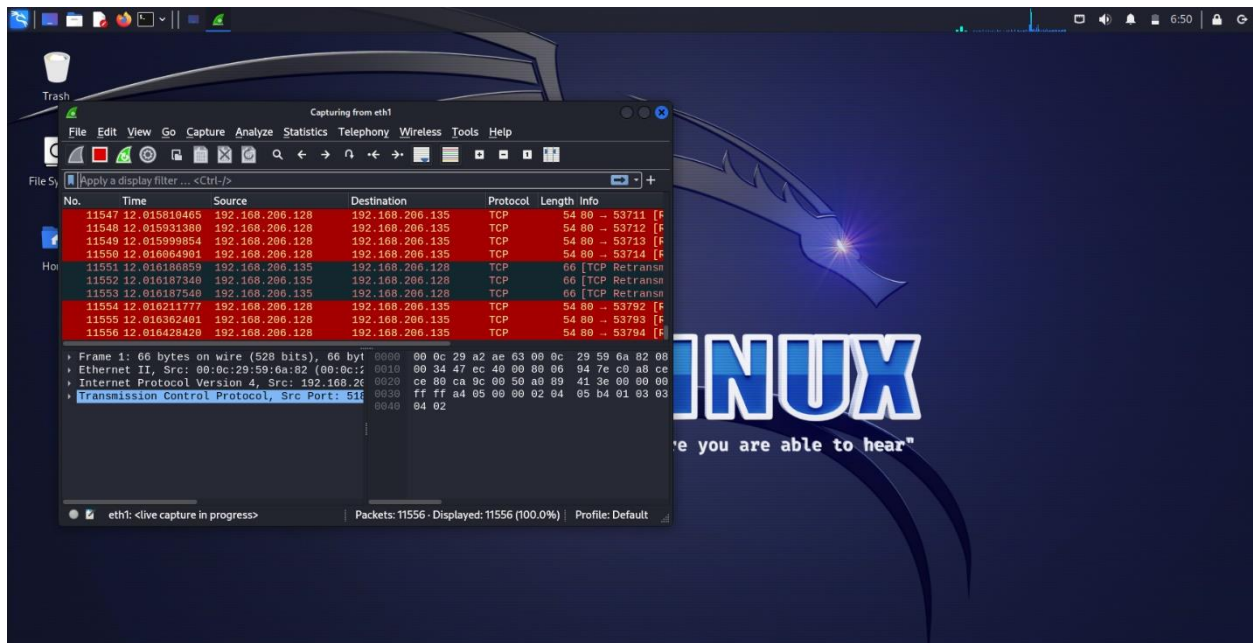 6:50
Trash
Capturing from eth1
File Edit View Go Capture Analyze Statistics Telephony Wireless Tools Help
File Sy
Apply a display filter … <Ctrl-/>
No. Time Source Destination Protocol Length Info
11547 12.015810465 192.168.206.128 192.168.206.135 TCP 54 80 → 53711 [R
11548 12.015931380 192.168.206.128 192.168.206.135 TCP 54 80 → 53712 [R
11549 12.015999854 192.168.206.128 192.168.206.135 TCP 54 80 → 53713 [R
11550 12.016064901 192.168.206.128 192.168.206.135 TCP 54 80 → 53714 [R
11551 12.016186859 192.168.206.135 192.168.206.128 TCP 66 [TCP Retransm
11552 12.016187340 192.168.206.135 192.168.206.128 TCP 66 [TCP Retransm
11553 12.016187540 192.168.206.135 192.168.206.128 TCP 66 [TCP Retransm
11554 12.016211777 192.168.206.128 192.168.206.135 TCP 54 80 → 53792 [R
11555 12.016362401 192.168.206.128 192.168.206.135 TCP 54 80 → 53793 [R
11556 12.016428420 192.168.206.128 192.168.206.135 TCP 54 80 → 53794 [R
Ho
Frame 1: 66 bytes on wire (528 bits), 66 byt
Ethernet II, Src: 00:0c:29:59:6a:82 (00:0c:2
Internet Protocol Version 4, Src: 192.168.20
Transmission Control Protocol, Src Port: 518
0000 00 0c 29 a2 ae 63 00 0c 29 59 6a 82 08
0010 00 34 47 ec 40 00 80 06 94 7e c0 a8 ce
0020 ce 80 ca 9c 00 50 a0 89 41 3e 00 00 00
0030 ff ff a4 05 00 00 02 04 05 b4 01 03 03
0040 04 02
INUX
re you are able to hear"
eth1: <live capture in progress> Packets: 11556 · Displayed: 11556 (100.0%) Profile: Default